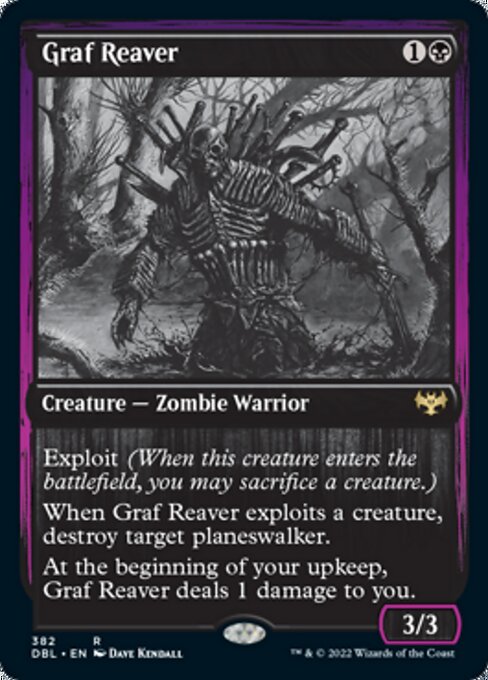 Graf Reaver 1
Creature — Zombie Warrior
Exploit (When this creature enters the
battlefield, you may sacrifice a creature.)
When Graf Reaver exploits a creature,
destroy target planeswalker.
At the beginning of your upkeep,
Graf Reaver deals 1 damage to you.
3/3
382 R
DBL • EN Dave Kendall
™ & © 2022 Wizards of the Coast